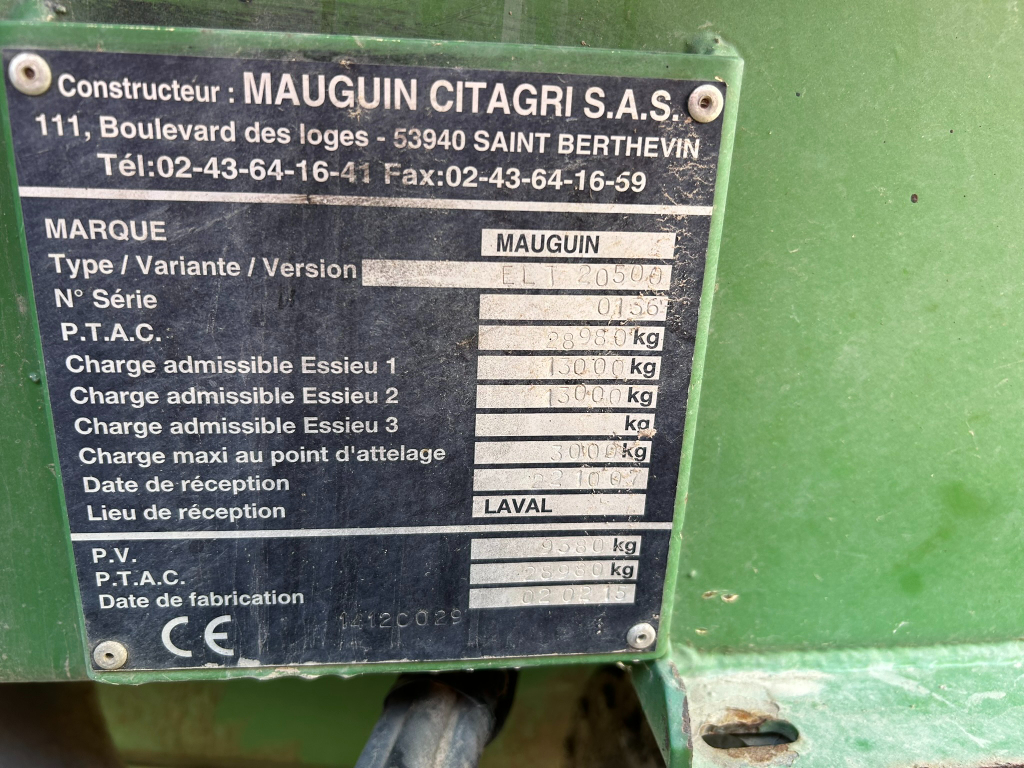 Constructeur : MAUGUIN CITAGRI S.A.S.
111, Boulevard des loges - 53940 SAINT BERTHEVIN
Tél:02-43-64-16-41 Fax:02-43-64-16-59
MARQUE MAUGUIN
Type / Variante / Version ELT 20500
N° Série 0156
P.T.A.C. 28980 kg
Charge admissible Essieu 1 13000 kg
Charge admissible Essieu 2 13000 kg
Charge admissible Essieu 3 kg
Charge maxi au point d'attelage 3000 kg
Date de réception
Lieu de réception LAVAL
P.V. kg
P.T.A.C. 28980 kg
Date de fabrication 02 02 15
CE 1412C029